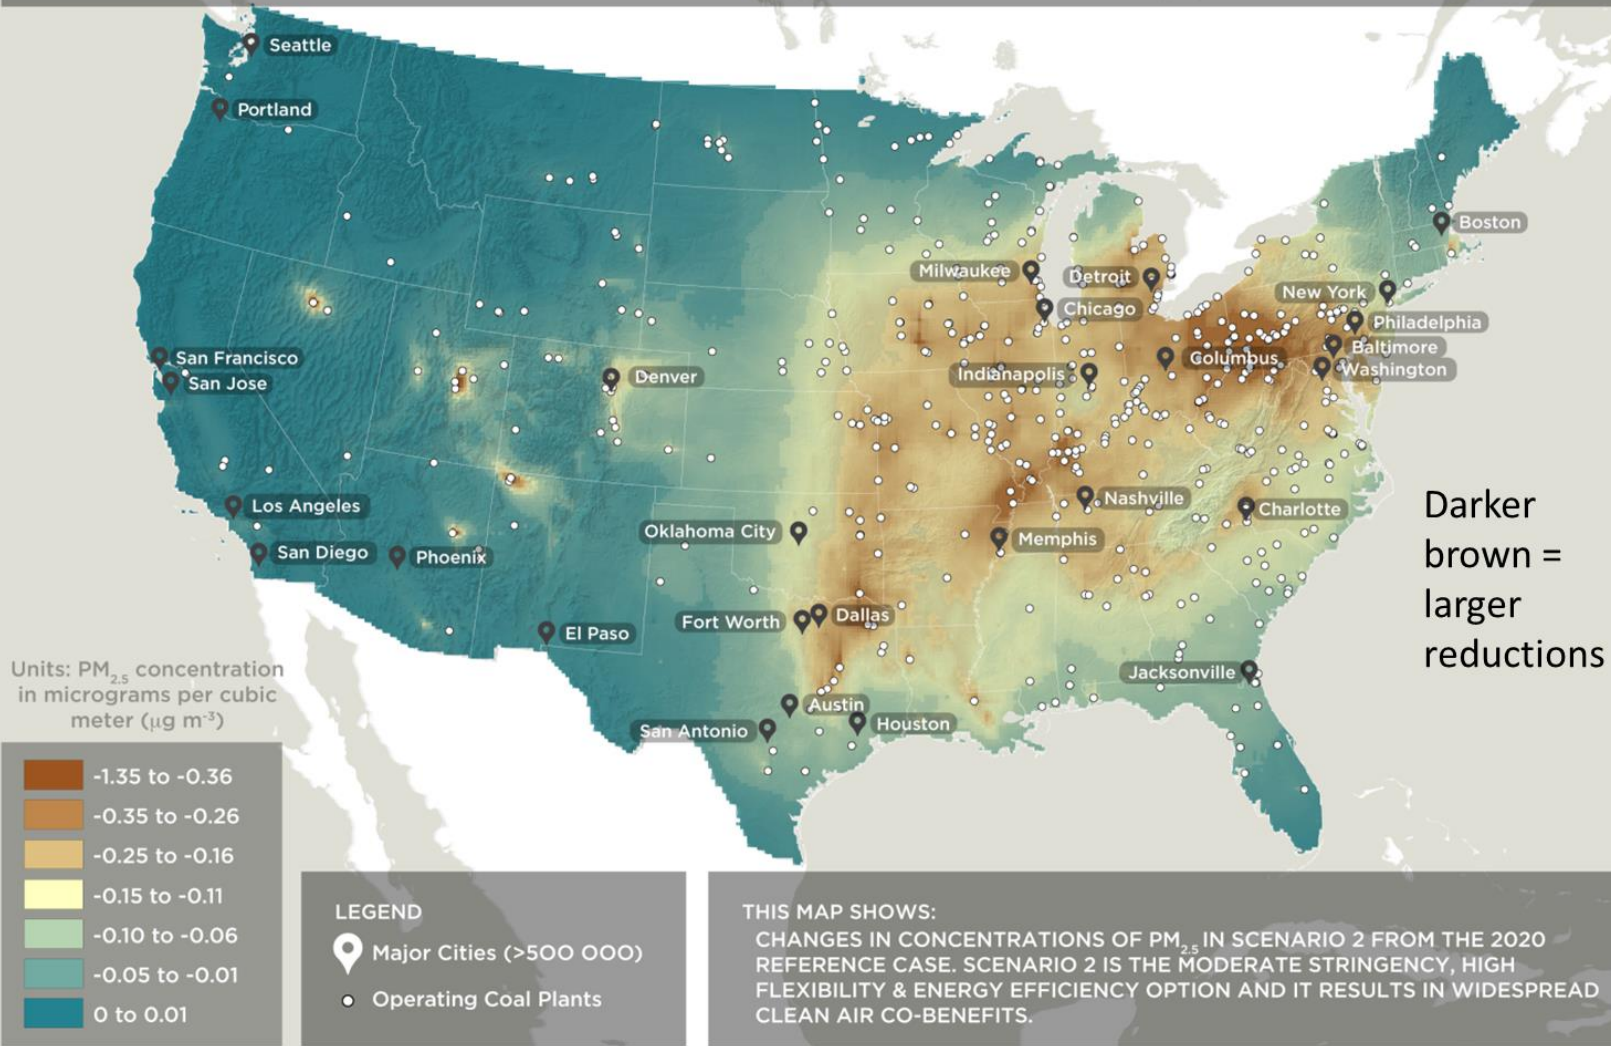 Seattle
Portland
Boston
Milwaukee
Detroit
New York
Chicago
Philadelphia
San Francisco
Baltimore
Columbus
Denver
Indianapolis
Washington
San Jose
Los Angeles
Nashville
Charlotte
Oklahoma City
Memphis
San Diego
Phoenix
Fort Worth
Dallas
El Paso
Jacksonville
Austin
San Antonio
Houston
Darker
brown =
larger
reductions
Units: PM2.5 concentration
in micrograms per cubic
meter (µg m-3)
-1.35 to -0.36
-0.35 to -0.26
-0.25 to -0.16
-0.15 to -0.11
-0.10 to -0.06
-0.05 to -0.01
0 to 0.01
LEGEND
Major Cities (>500 000)
Operating Coal Plants
THIS MAP SHOWS:
CHANGES IN CONCENTRATIONS OF PM2.5 IN SCENARIO 2 FROM THE 2020
REFERENCE CASE. SCENARIO 2 IS THE MODERATE STRINGENCY, HIGH
FLEXIBILITY & ENERGY EFFICIENCY OPTION AND IT RESULTS IN WIDESPREAD
CLEAN AIR CO-BENEFITS.